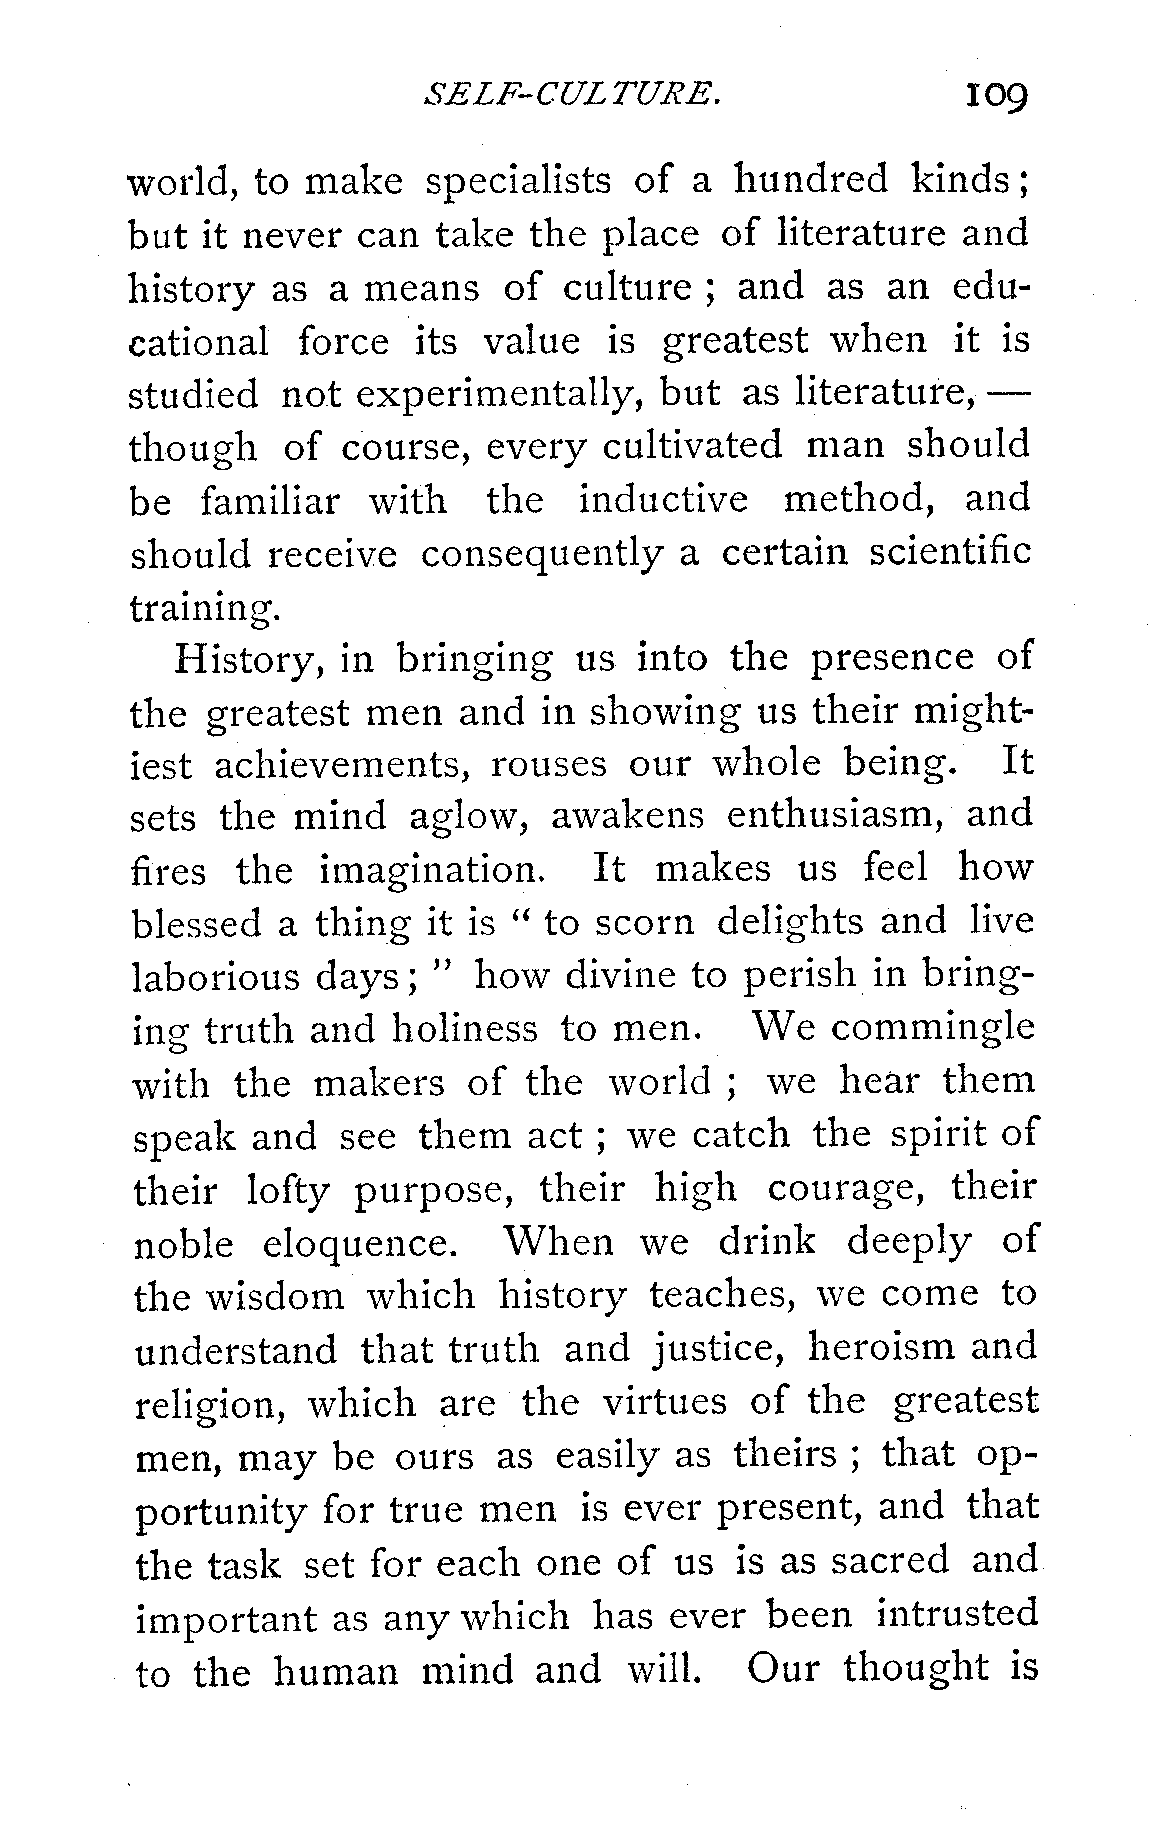 SELF-CULTURE. 109
world, to make specialists of a hundred kinds;
but it never can take the place of literature and
history as a means of culture; and as an edu-
cational force its value is greatest when it is
studied not experimentally, but as literature,—
though of course, every cultivated man should
be familiar with the inductive method, and
should receive consequently a certain scientific
training.
History, in bringing us into the presence of
the greatest men and in showing us their might-
iest achievements, rouses our whole being. It
sets the mind aglow, awakens enthusiasm, and
fires the imagination. It makes us feel how
blessed a thing it is “to scorn delights and live
laborious days;” how divine to perish in bring-
ing truth and holiness to men. We commingle
with the makers of the world; we hear them
speak and see them act; we catch the spirit of
their lofty purpose, their high courage, their
noble eloquence. When we drink deeply of
the wisdom which history teaches, we come to
understand that truth and justice, heroism and
religion, which are the virtues of the greatest
men, may be ours as easily as theirs; that op-
portunity for true men is ever present, and that
the task set for each one of us is as sacred and
important as any which has ever been intrusted
to the human mind and will. Our thought is